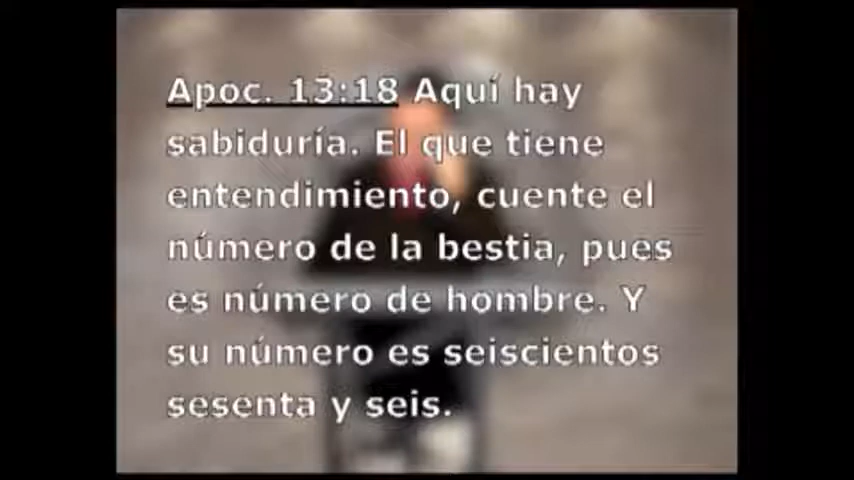 Apoc. 13:18 Aquí hay
sabiduría. El que tiene
entendimiento, cuente el
número de la bestia, pues
es número de hombre. Y
su número es seiscientos
sesenta y seis.